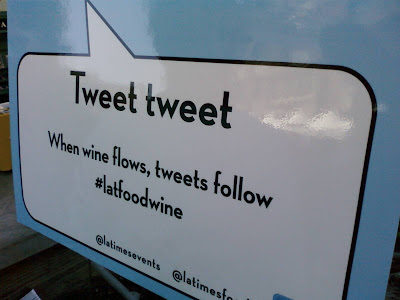 Tweet tweet
When wine flows, tweets follow
#latfoodwine
@latimesevents